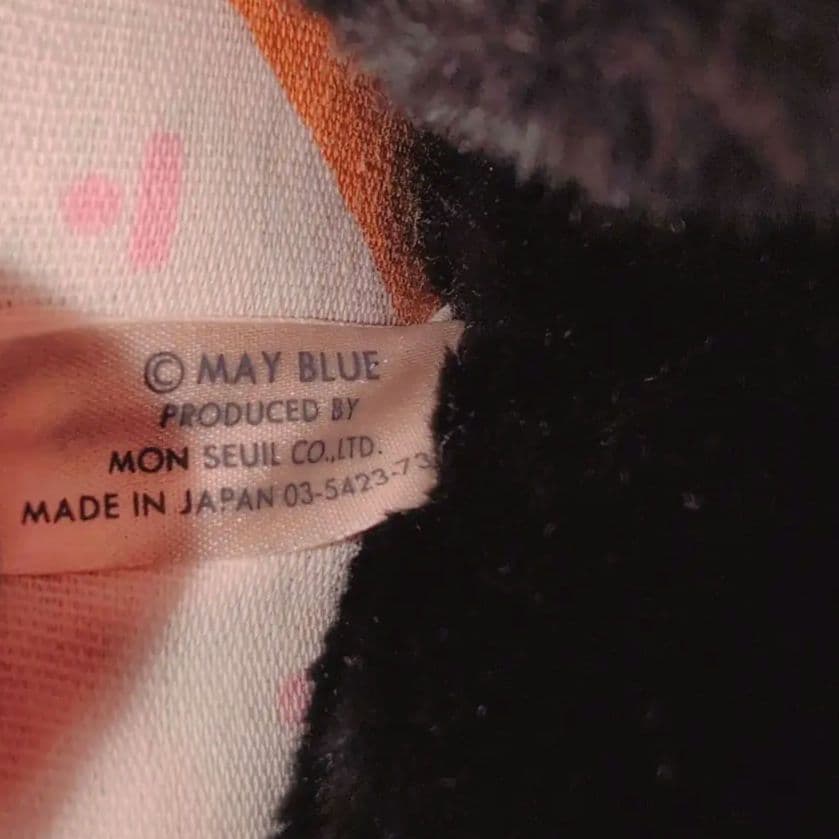 © MAY BLUE
PRODUCED BY
MON SEUIL CO.,LTD.
MADE IN JAPAN 03-5423-73